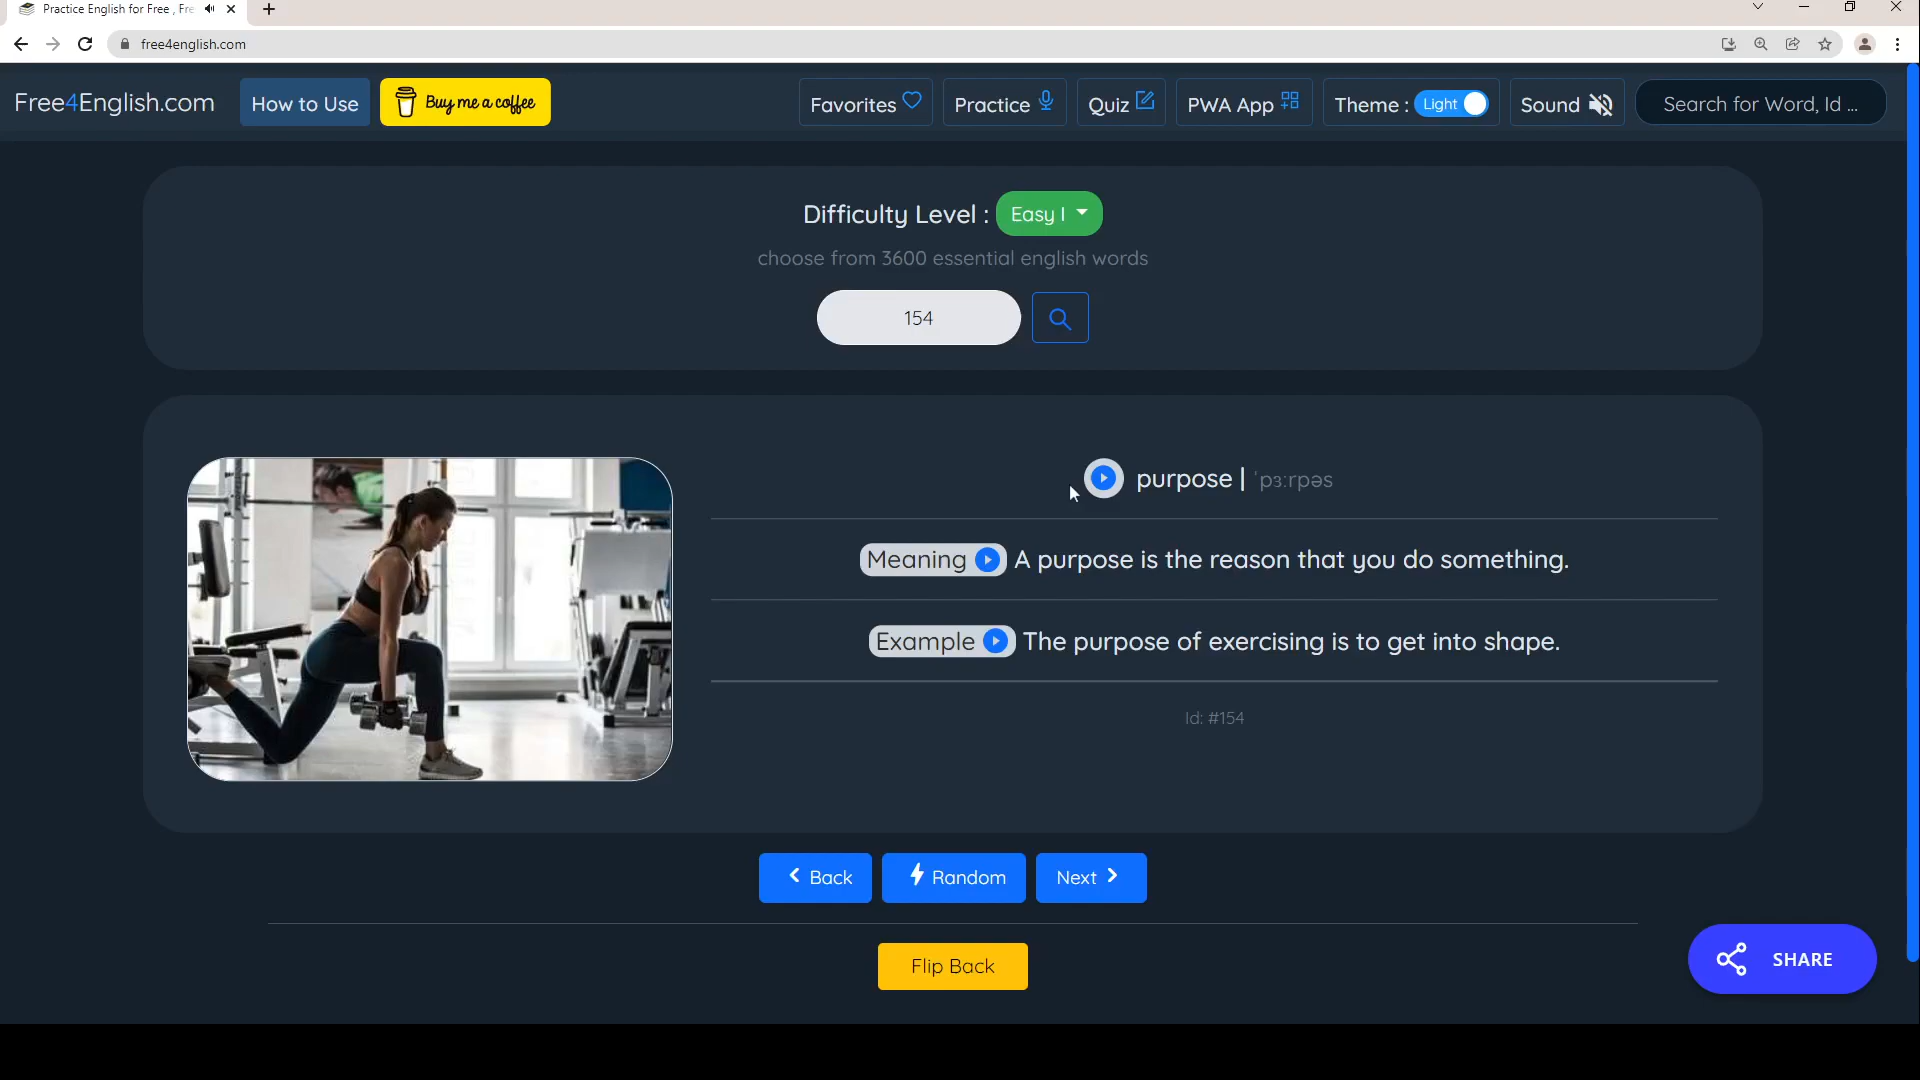 Practice English for Free , Fre
free4english.com
Free4English.com
How to Use
Buy me a coffee
Favorites
Practice
Quiz
PWA App
Theme : Light
Sound
Search for Word, Id ...
Difficulty Level : Easy I
choose from 3600 essential english words
154
purpose | ˈpɜːrpəs
Meaning A purpose is the reason that you do something.
Example The purpose of exercising is to get into shape.
Id: #154
Back
Random
Next
Flip Back
SHARE